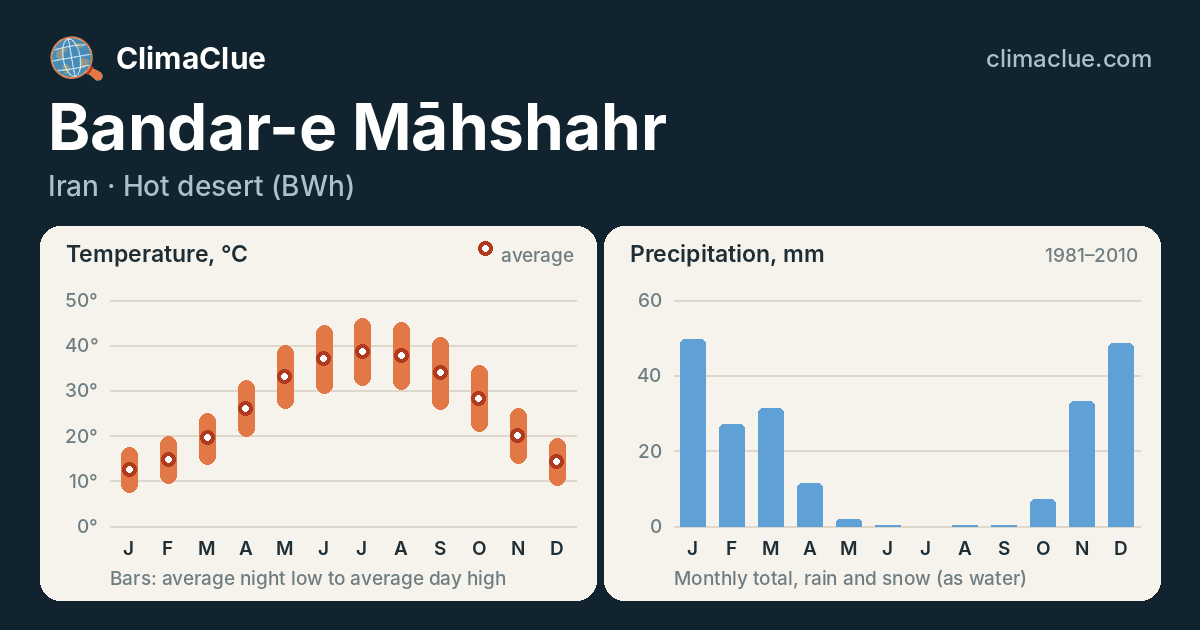 ClimaClue
climaclue.com
Bandar-e Māhshahr
Iran · Hot desert (BWh)
Temperature, °C
average
50°
40°
30°
20°
10°
0°
J F M A M J J A S O N D
Bars: average night low to average day high
Precipitation, mm
1981–2010
60
40
20
0
J F M A M J J A S O N D
Monthly total, rain and snow (as water)